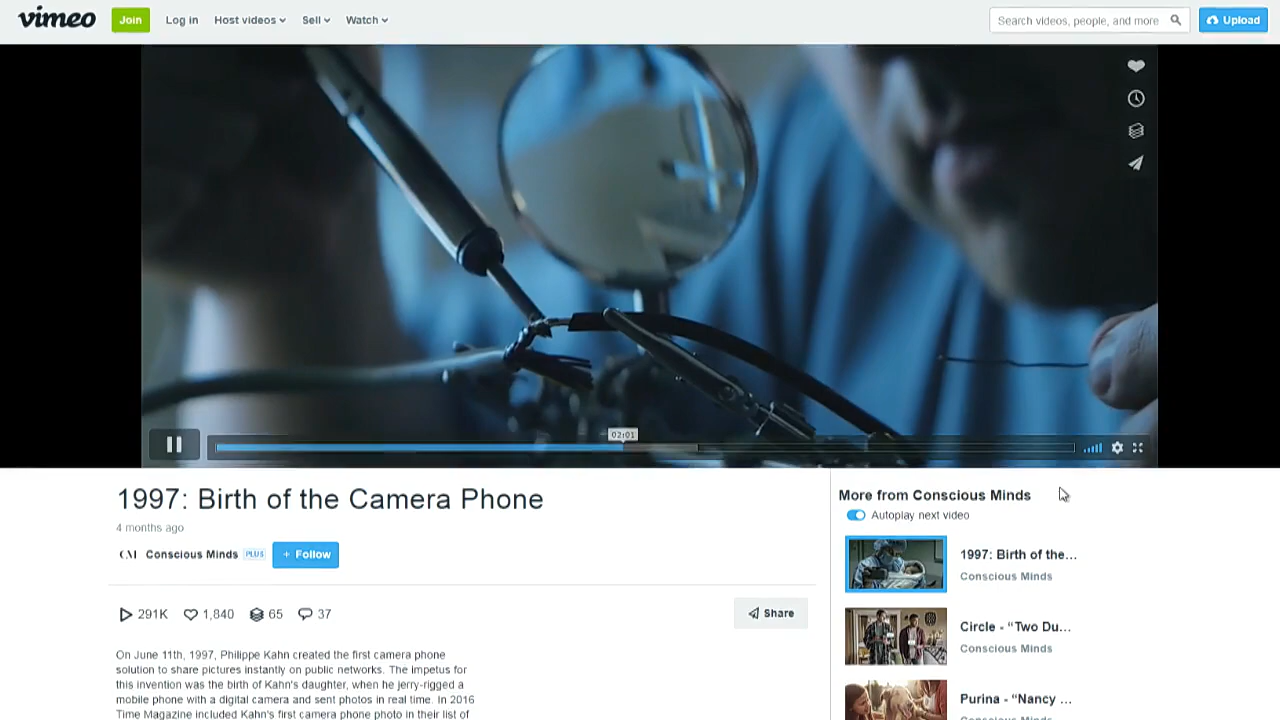 vimeo
Join Log in Host videos Sell Watch
Search videos, people, and more
Upload
02:01
1997: Birth of the Camera Phone
4 months ago
Conscious Minds PLUS + Follow
291K 1,840 65 37
Share
On June 11th, 1997, Philippe Kahn created the first camera phone
solution to share pictures instantly on public networks. The impetus for
this invention was the birth of Kahn's daughter, when he jerry-rigged a
mobile phone with a digital camera and sent photos in real time. In 2016
Time Magazine included Kahn's first camera phone photo in their list of
More from Conscious Minds
Autoplay next video
1997: Birth of the...
Conscious Minds
Circle - “Two Du...
Conscious Minds
Purina - “Nancy ...
Conscious Minds